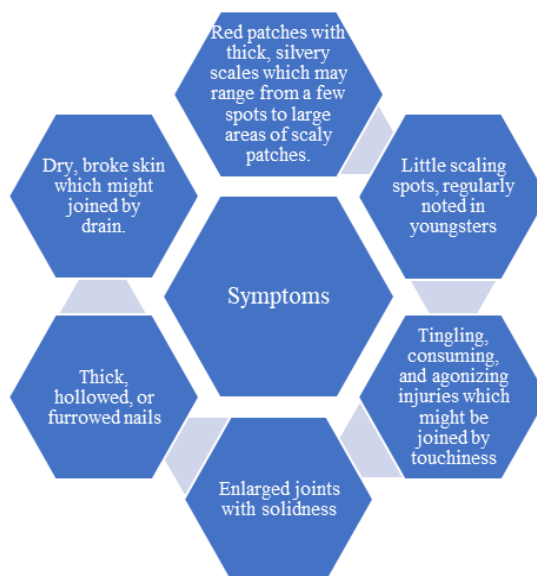 Red patches with
thick, silvery
scales which may
range from a few
spots to large
areas of scaly
patches.
Little scaling
spots, regularly
noted in
youngsters
Tingling,
consuming,
and agonizing
injuries which
might be
joined by
touchiness
Enlarged joints
with solidness
Thick,
hollowed, or
furrowed nails
Dry, broke skin
which might
joined by
drain.
Symptoms